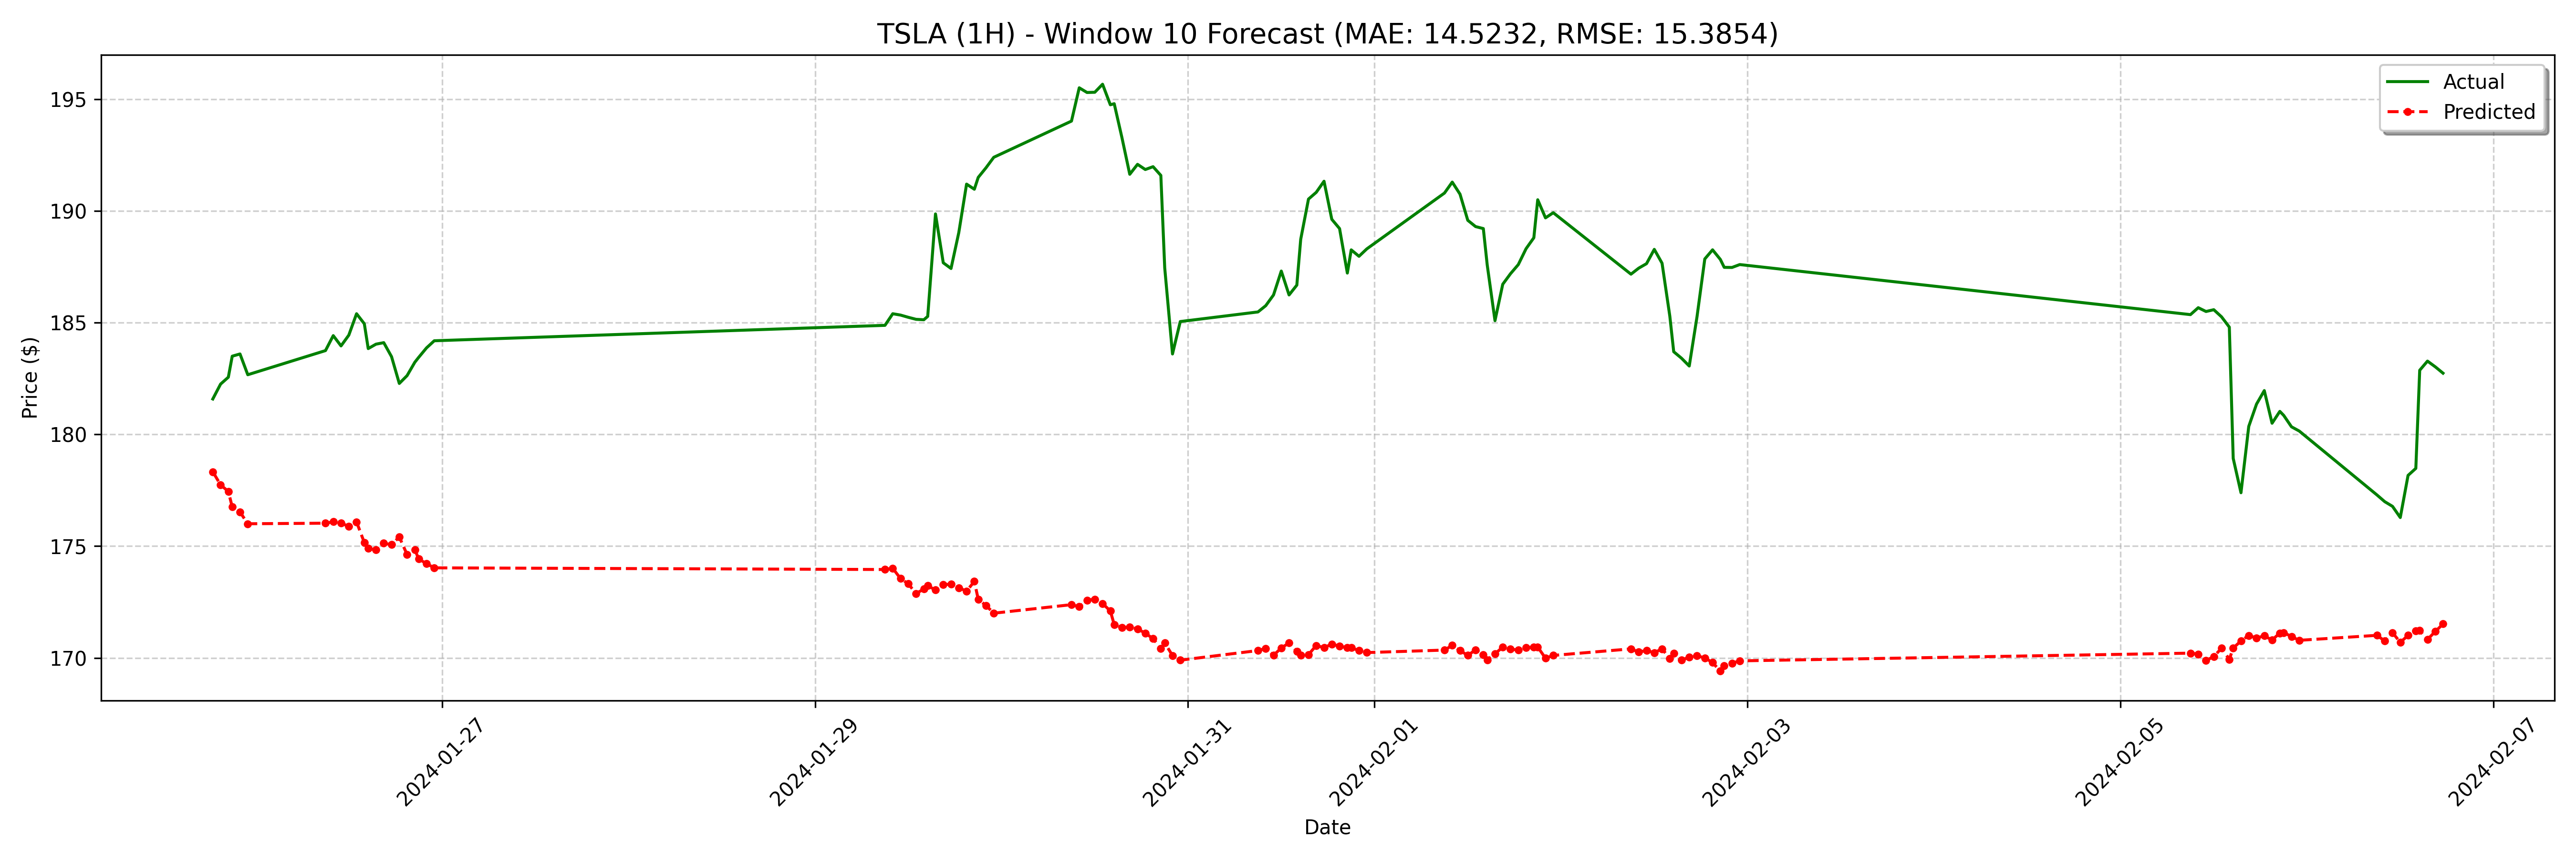 TSLA (1H) - Window 10 Forecast (MAE: 14.5232, RMSE: 15.3854)
Actual
Predicted
Price ($)
195
190
185
180
175
170
2024-01-27
2024-01-29
2024-01-31
2024-02-01
2024-02-03
2024-02-05
2024-02-07
Date